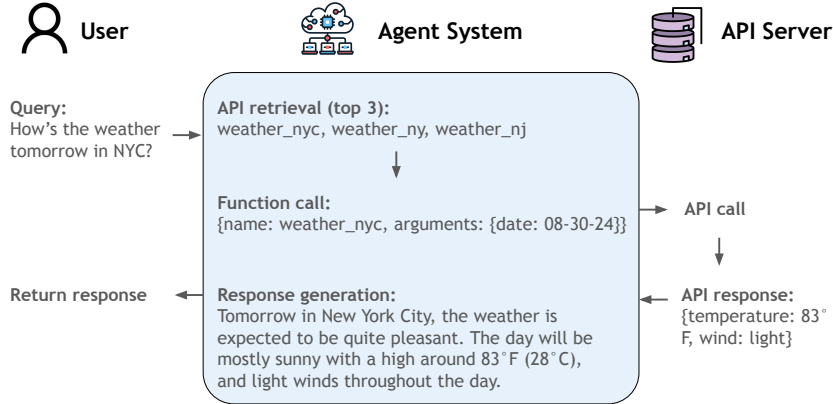 User
Agent System
API Server
Query:
How's the weather
tomorrow in NYC?
API retrieval (top 3):
weather_nyc, weather_ny, weather_nj
Function call:
{name: weather_nyc, arguments: {date: 08-30-24}}
API call
Return response
Response generation:
Tomorrow in New York City, the weather is
expected to be quite pleasant. The day will be
mostly sunny with a high around 83°F (28°C),
and light winds throughout the day.
API response:
{temperature: 83°
F, wind: light}